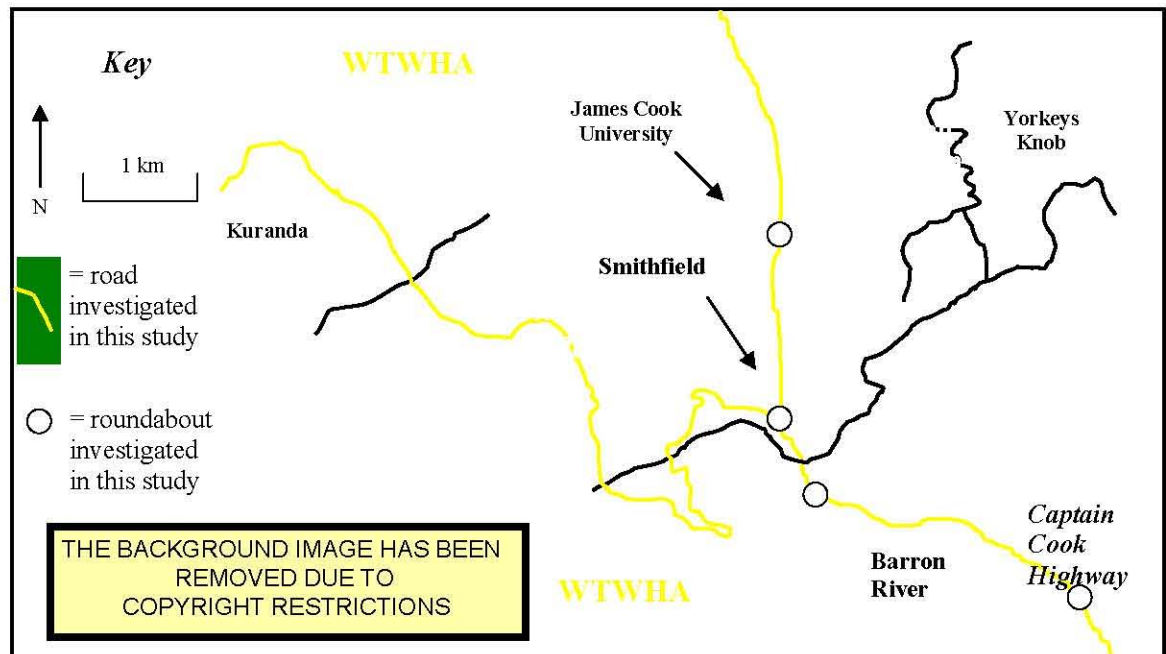 Key
WTWHA
James Cook
University
Yorkeys
Knob
1 km
N
Kuranda
Smithfield
= road
investigated
in this study
= roundabout
investigated
in this study
THE BACKGROUND IMAGE HAS BEEN
REMOVED DUE TO
COPYRIGHT RESTRICTIONS
WTWHA
Barron
River
Captain
Cook
Highway